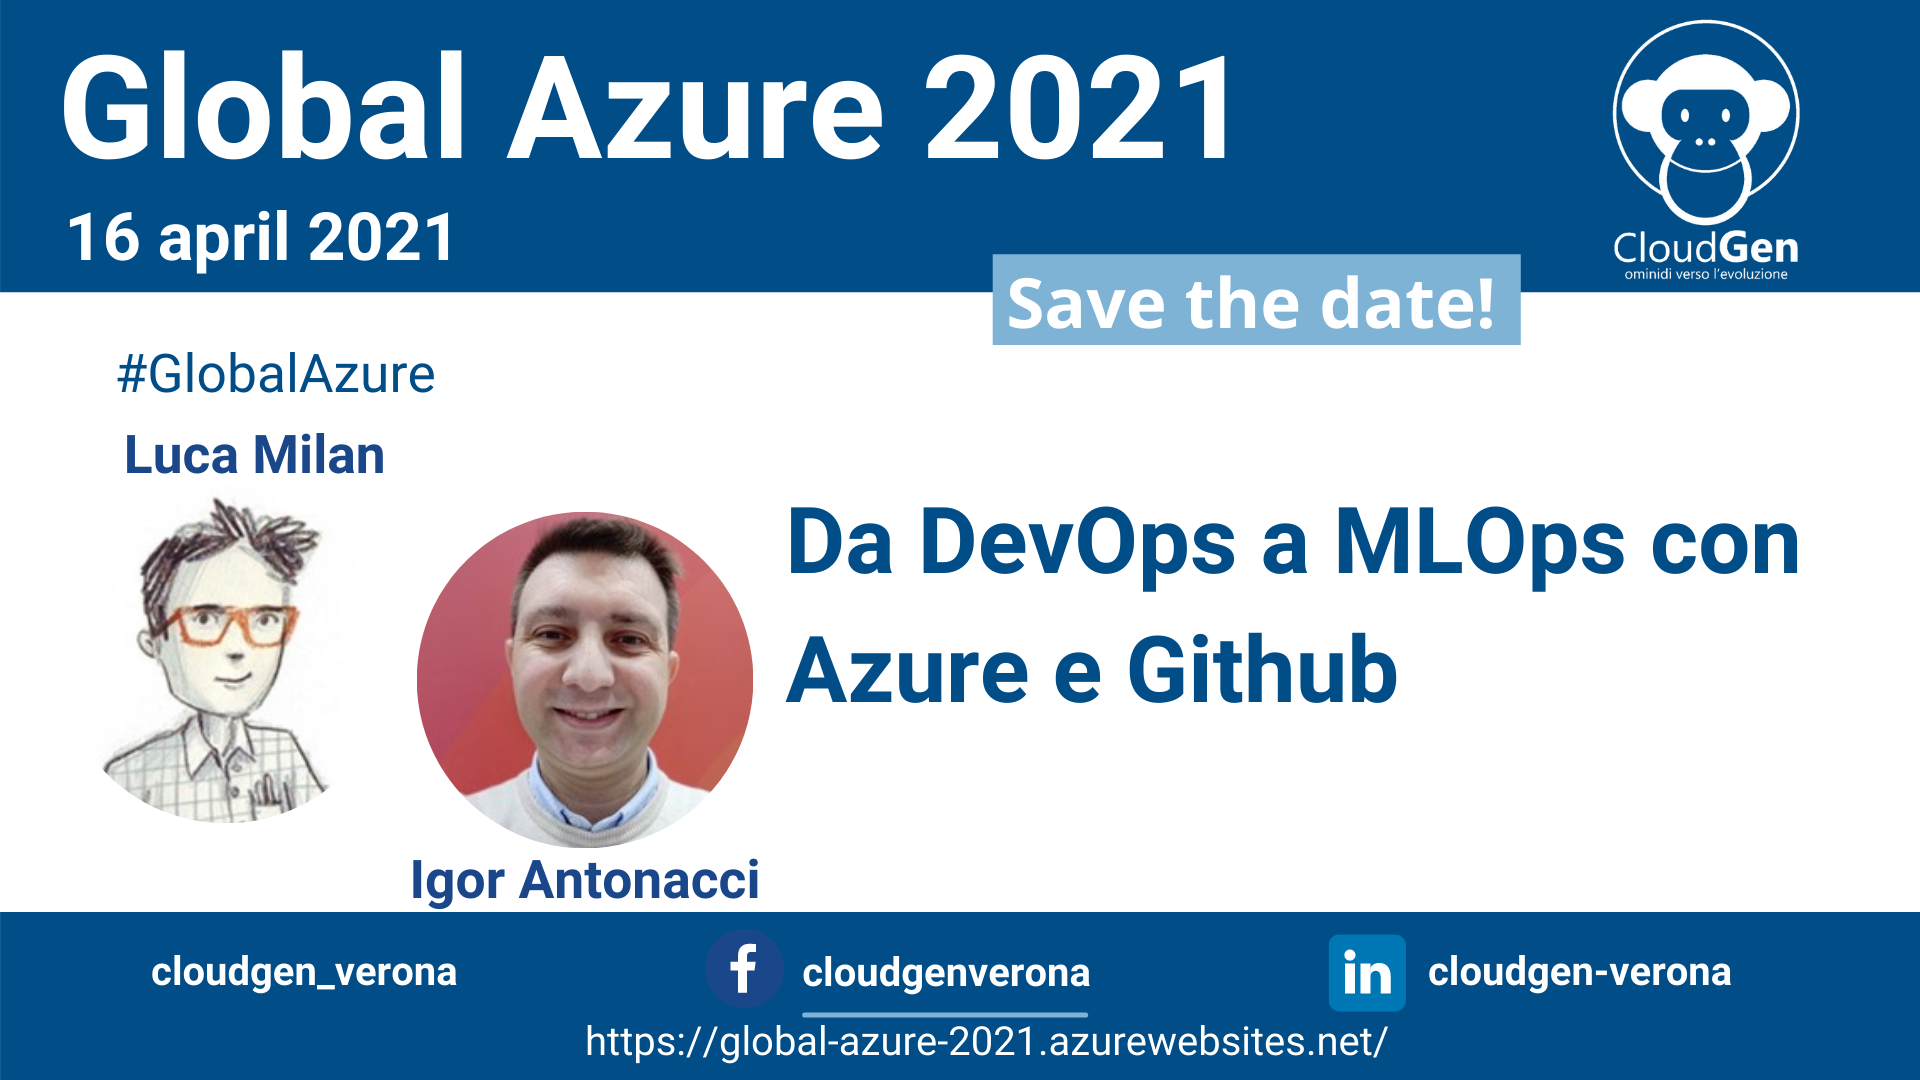 Global Azure 2021
16 april 2021
CloudGen
ominidi verso l'evoluzione
Save the date!
#GlobalAzure
Luca Milan
Da DevOps a MLOps con
Azure e Github
Igor Antonacci
cloudgen_verona
cloudgenverona
cloudgen-verona
https://global-azure-2021.azurewebsites.net/